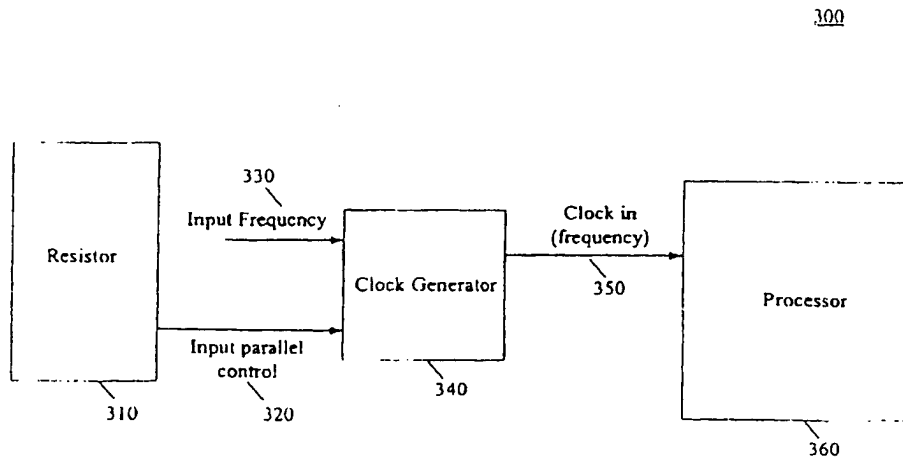 300
330
Input Frequency
Clock in
(frequency)
350
Resistor
Clock Generator
Processor
Input parallel
control
320
340
310
360